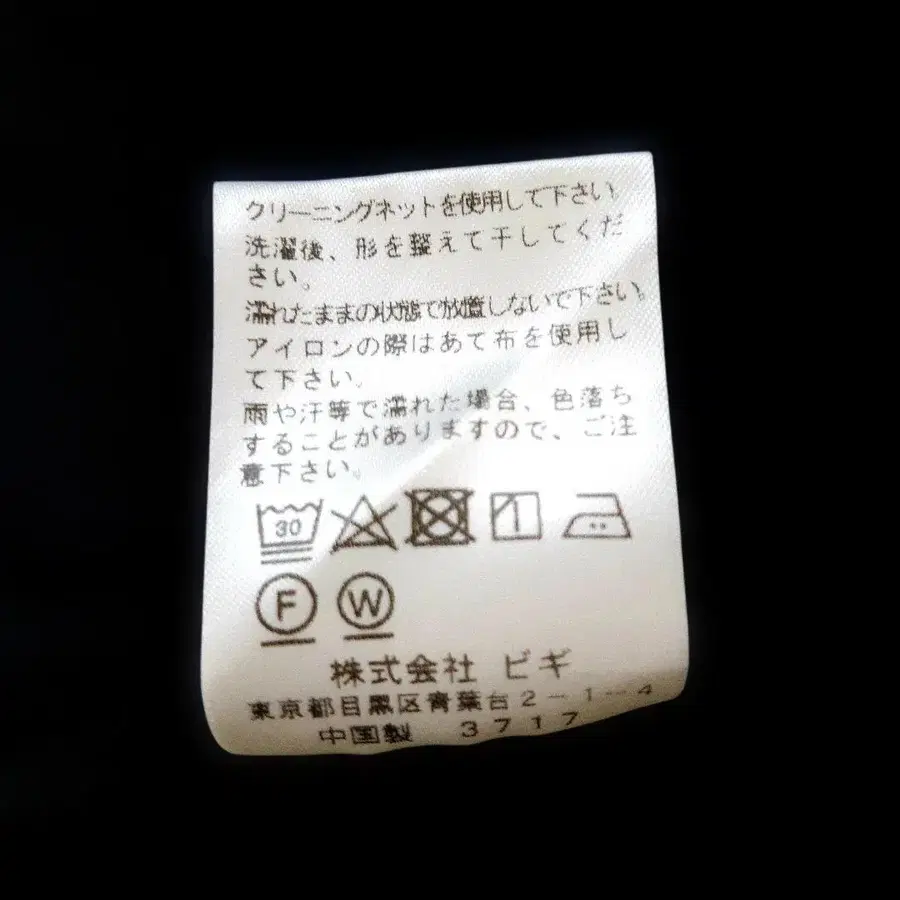 クリーニングネットを使用して下さい。
洗濯後、形を整えて干してくだ
さい。
濡れたままの状態で放置しないで下さい。
アイロンの際はあて布を使用し
て下さい。
雨や汗等で濡れた場合、色落ち
することがありますので、ご注
意下さい。
30
F W
株式会社 ビギ
東京都目黒区青葉台2-1-4
中国製 3717